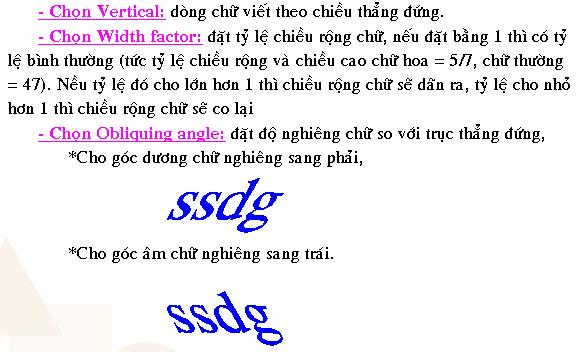 - Chọn Vertical: dòng chữ viết theo chiều thẳng đứng.
- Chọn Width factor: đặt tỷ lệ chiều rộng chữ, nếu đặt bằng 1 thì có tỷ
lệ bình thường (tức tỷ lệ chiều rộng và chiều cao chữ hoa = 5/7, chữ thường
= 47). Nều tỷ lệ đó cho lớn hơn 1 thì chiều rộng chữ sẽ dãn ra, tỷ lệ cho nhỏ
hơn 1 thì chiều rộng chữ sẽ co lại
- Chọn Obliquing angle: đặt độ nghiêng chữ so với trục thẳng đứng,
*Cho góc dương chữ nghiêng sang phải,
ssdg
*Cho góc âm chữ nghiêng sang trái.
ssdg